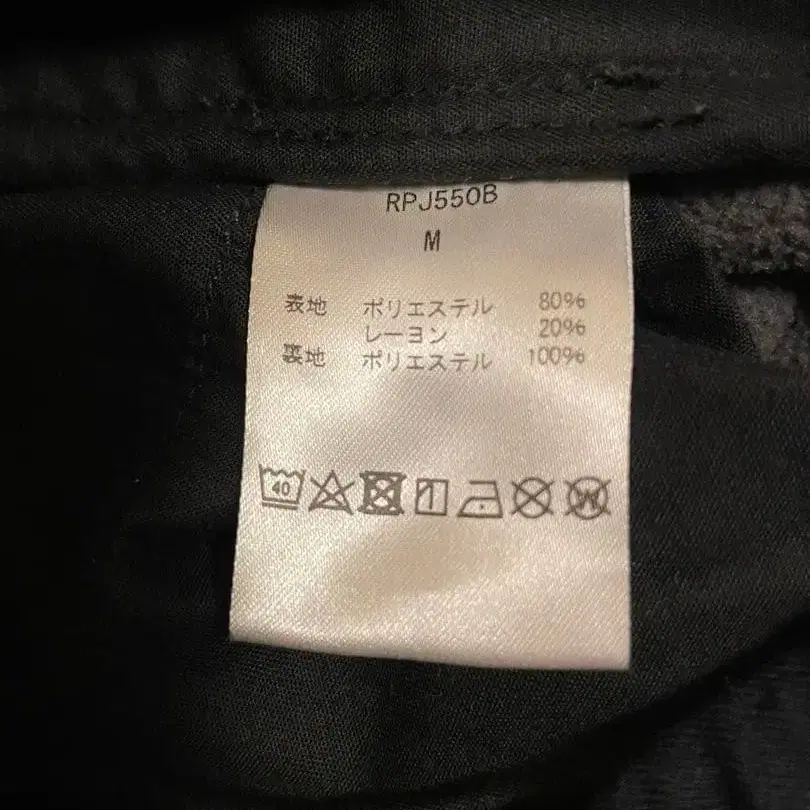 RPJ550B
M
表地 ポリエステル 80%
レーヨン 20%
裏地 ポリエステル 100%
40 W